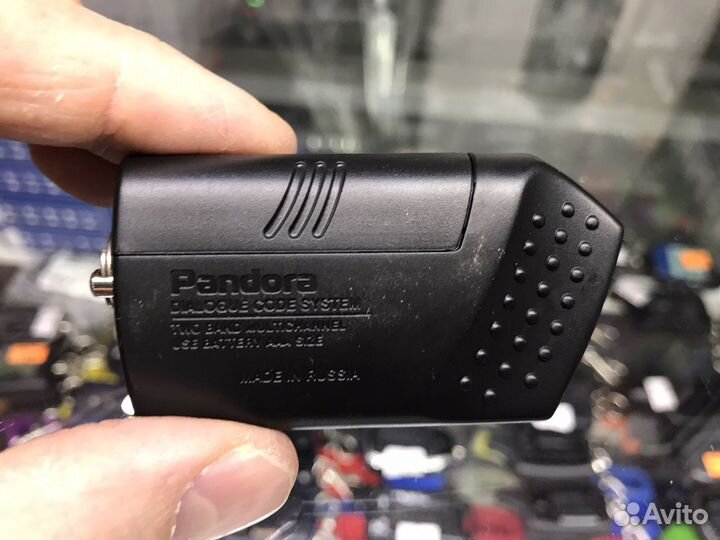 Pandora
DIALOGUE CODE SYSTEM
TWO BAND MULTICHANNEL
USE BATTERY AAA SIZE
MADE IN RUSSIA
Avito